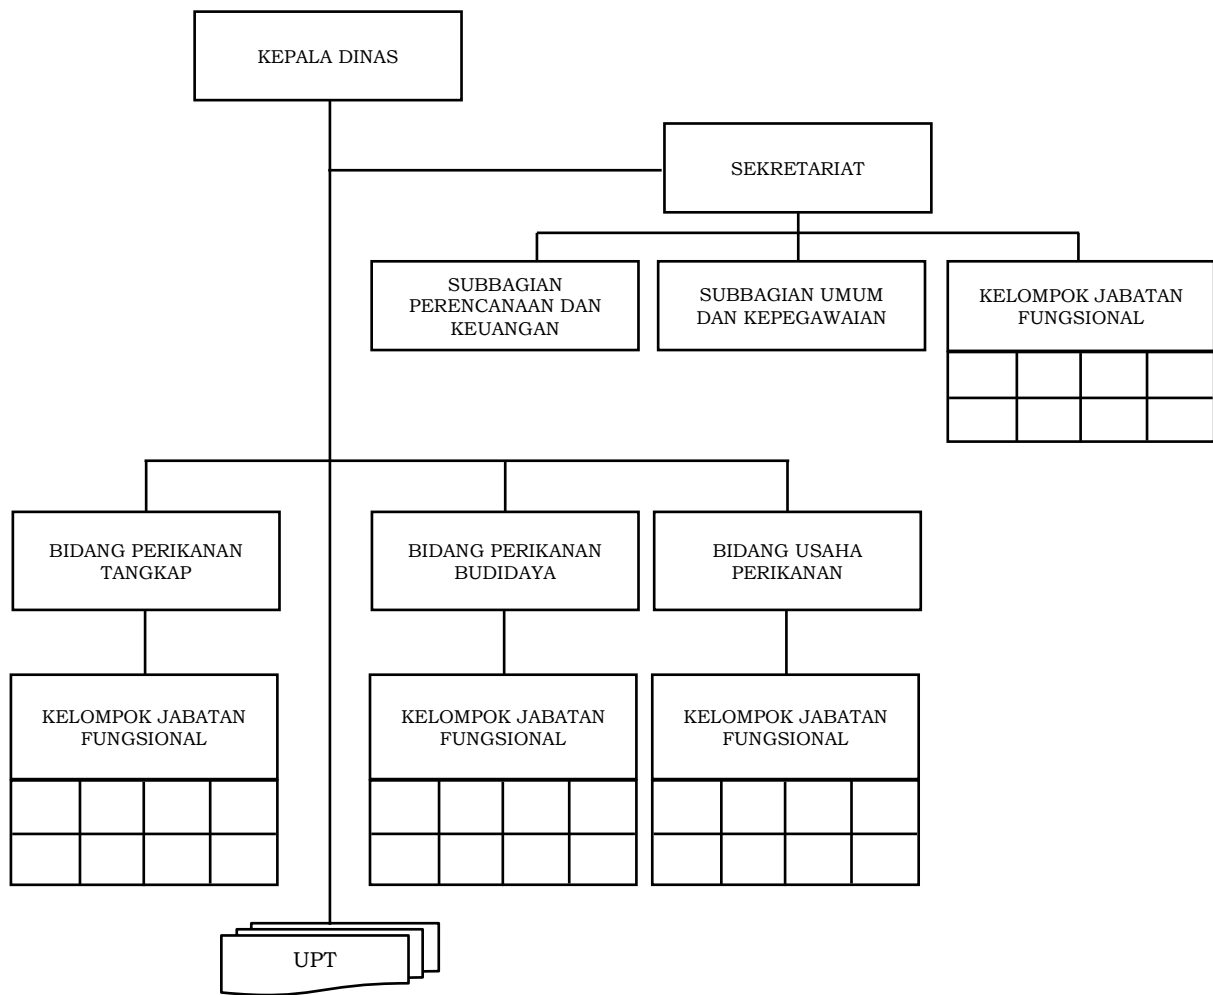 KEPALA DINAS
SEKRETARIAT
SUBBAGIAN
PERENCANAAN DAN
KEUANGAN
SUBBAGIAN UMUM
DAN KEPEGAWAIAN
KELOMPOK JABATAN
FUNGSIONAL
BIDANG PERIKANAN
TANGKAP
BIDANG PERIKANAN
BUDIDAYA
BIDANG USAHA
PERIKANAN
KELOMPOK JABATAN
FUNGSIONAL
KELOMPOK JABATAN
FUNGSIONAL
KELOMPOK JABATAN
FUNGSIONAL
UPT